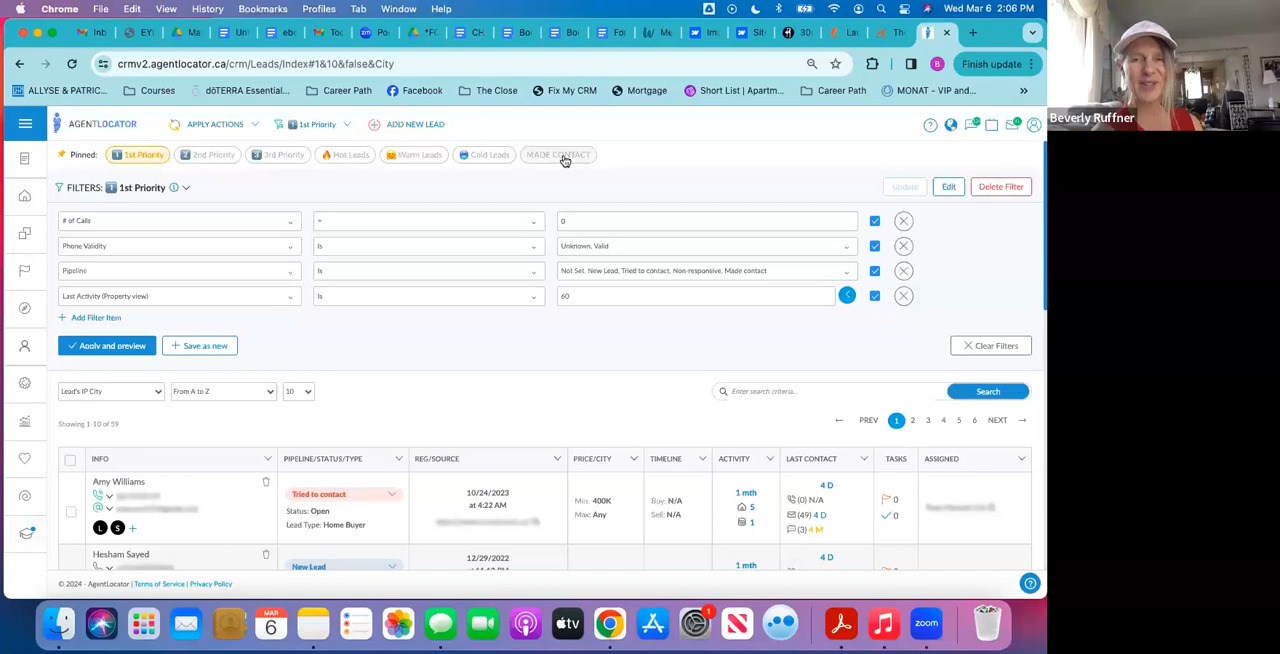 Chrome File Edit View History Bookmarks Profiles Tab Window Help Wed Mar 6 2:06 PM
crmv2.agentlocator.ca/crm/Leads/Index#1&10&false&City B Finish update
ALLYSE & PATRIC... Courses dōTERRA Essential... Career Path Facebook The Close Fix My CRM Mortgage Short List | Apartm... Career Path MONAT - VIP and... »
Beverly Ruffner
AGENTLOCATOR APPLY ACTIONS 1st Priority ADD NEW LEAD
Pinned: 1st Priority 2nd Priority 3rd Priority Hot Leads Warm Leads Cold Leads MADE CONTACT
FILTERS: 1st Priority Update Edit Delete Filter
# of Calls = 0
Phone Validity Is Unknown, Valid
Pipeline Is Not Set, New Lead, Tried to contact, Non-responsive, Made contact
Last Activity (Property view) Is 60
+ Add Filter Item
Apply and preview + Save as new Clear Filters
Lead's IP City From A to Z 10 Enter search criteria... Search
Showing 1-10 of 59 ← PREV 1 2 3 4 5 6 NEXT →
INFO PIPELINE/STATUS/TYPE REG/SOURCE PRICE/CITY TIMELINE ACTIVITY LAST CONTACT TASKS ASSIGNED
Amy Williams
Tried to contact
Status: Open
Lead Type: Home Buyer
L S +
10/24/2023
at 4:22 AM
Min: 400K
Max: Any
Buy: N/A
Sell: N/A
1 mth
5
1
4 D
(0) N/A
(49) 4 D
(3) 4 M
0
0
Hesham Sayed
New Lead
12/29/2022
1 mth
4 D
© 2024 - AgentLocator | Terms of Service | Privacy Policy
MAR
6
1
zoom